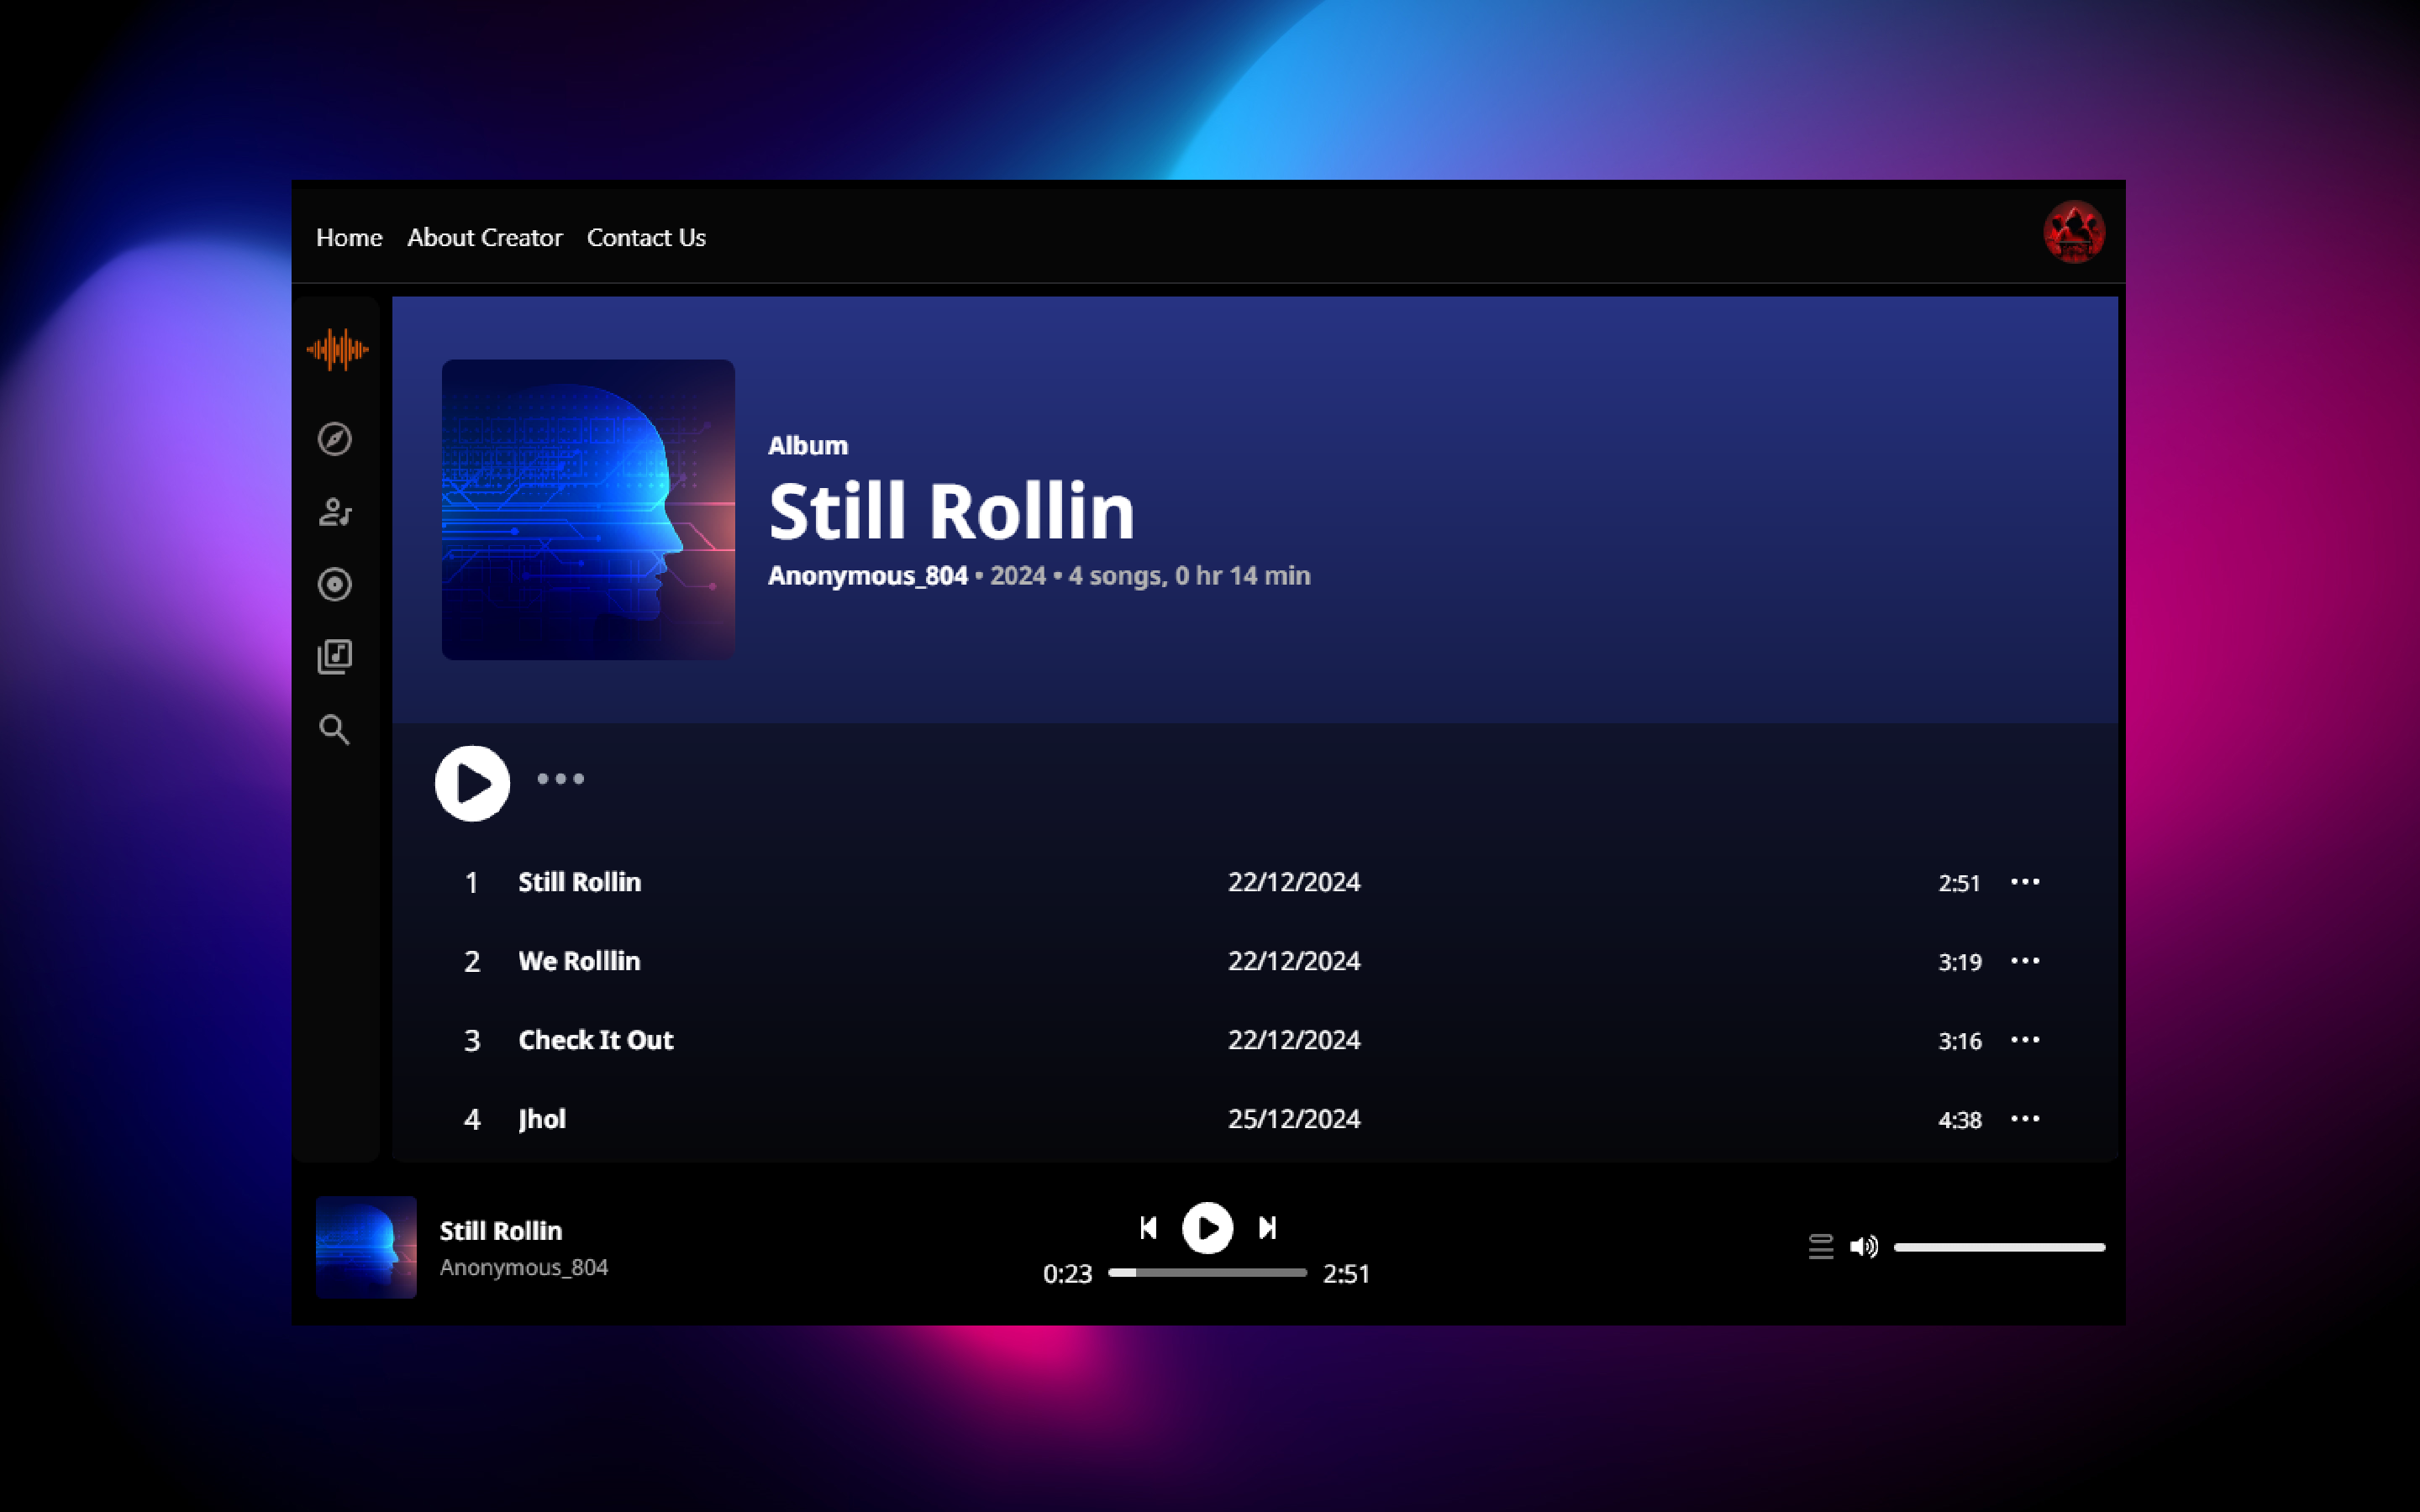 Home About Creator Contact Us
Album
Still Rollin
Anonymous_804 • 2024 • 4 songs, 0 hr 14 min
1 Still Rollin 22/12/2024 2:51
2 We Rolllin 22/12/2024 3:19
3 Check It Out 22/12/2024 3:16
4 Jhol 25/12/2024 4:38
Still Rollin
Anonymous_804
0:23 2:51